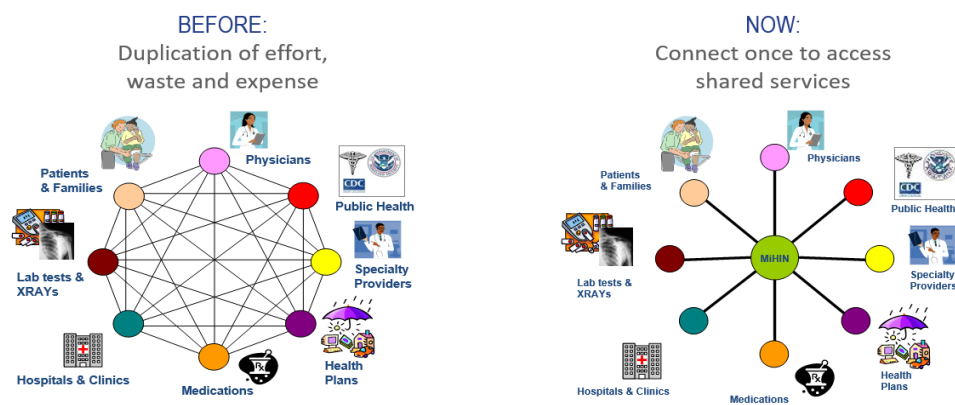 BEFORE:
Duplication of effort,
waste and expense
Physicians
Patients
& Families
CDC
Public Health
Lab tests &
XRAYs
Specialty
Providers
Hospitals & Clinics
Medications
Rx
Health
Plans
NOW:
Connect once to access
shared services
Physicians
Patients
& Families
CDC
Public Health
MiHIN
Lab tests &
XRAYs
Specialty
Providers
Hospitals & Clinics
Medications
Rx
Health
Plans